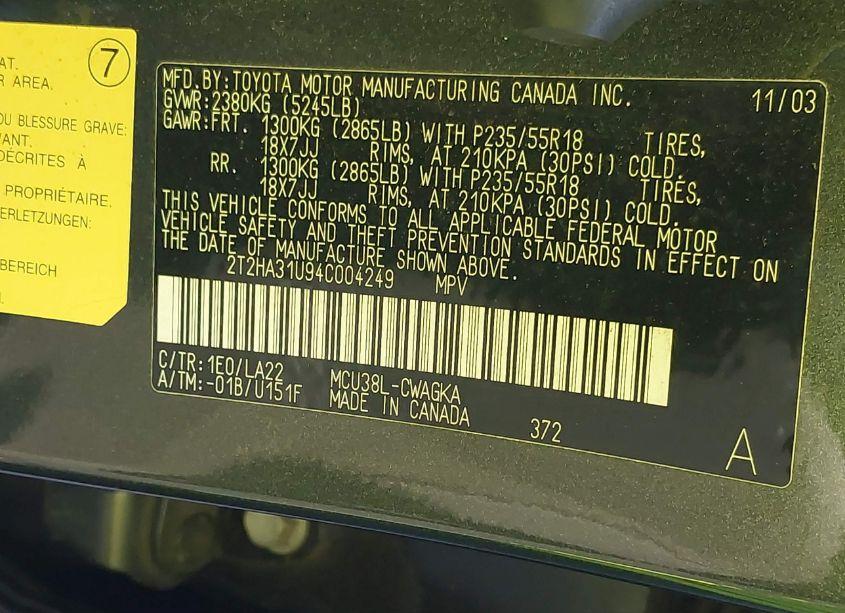 7
AT.
R AREA.
OU BLESSURE GRAVE:
VANT.
DÉCRITES À
PROPRIÉTAIRE.
ERLETZUNGEN:
BEREICH
MFD.BY:TOYOTA MOTOR MANUFACTURING CANADA INC. 11/03
GVWR:2380KG (5245LB)
GAWR:FRT. 1300KG (2865LB) WITH P235/55R18 TIRES,
18X7JJ RIMS, AT 210KPA (30PSI) COLD.
RR. 1300KG (2865LB) WITH P235/55R18 TIRES,
18X7JJ RIMS, AT 210KPA (30PSI) COLD.
THIS VEHICLE CONFORMS TO ALL APPLICABLE FEDERAL MOTOR
VEHICLE SAFETY AND THEFT PREVENTION STANDARDS IN EFFECT ON
THE DATE OF MANUFACTURE SHOWN ABOVE.
2T2HA31U94C004249 MPV
C/TR:1E0/LA22
A/TM:-01B/U151F MCU38L-CWAGKA
MADE IN CANADA 372
A